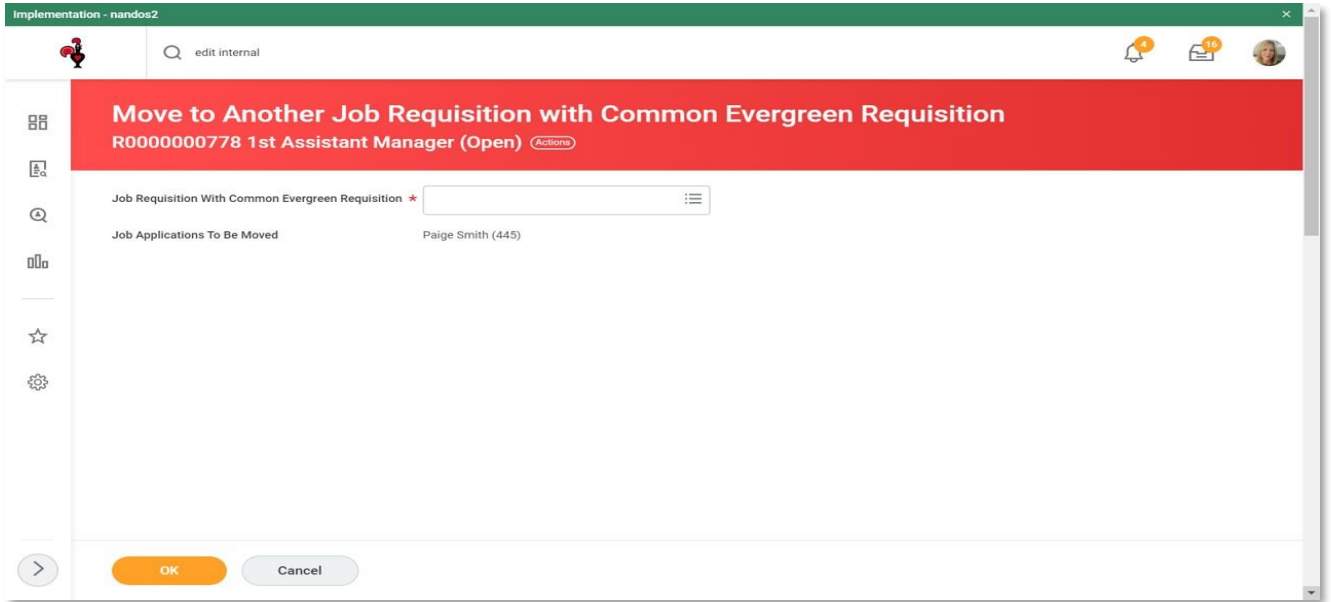 Implementation - nandos2
×
edit internal
4
16
Move to Another Job Requisition with Common Evergreen Requisition
R0000000778 1st Assistant Manager (Open) Actions
Job Requisition With Common Evergreen Requisition *
Job Applications To Be Moved Paige Smith (445)
OK Cancel